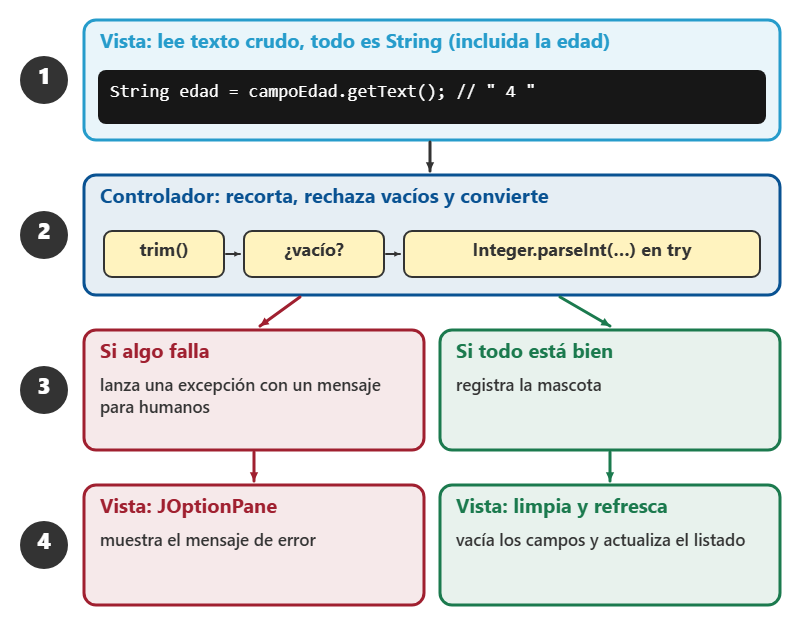 1
Vista: lee texto crudo, todo es String (incluida la edad)
String edad = campoEdad.getText(); // " 4 "
2
Controlador: recorta, rechaza vacíos y convierte
trim()
¿vacío?
Integer.parseInt(...) en try
3
Si algo falla
lanza una excepción con un mensaje
para humanos
Si todo está bien
registra la mascota
4
Vista: JOptionPane
muestra el mensaje de error
Vista: limpia y refresca
vacía los campos y actualiza el listado